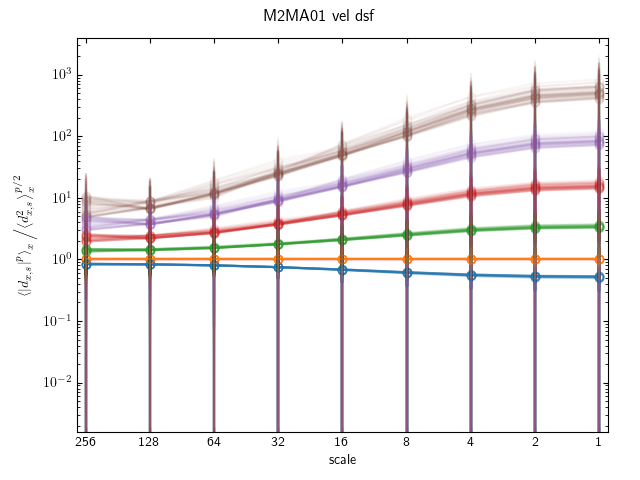 M2MA01 vel dsf
10³
10²
10¹
10⁰
10⁻¹
10⁻²
⟨|d_{x,s}|^p⟩_x / ⟨d²_{x,s}⟩_x^{p/2}
256 128 64 32 16 8 4 2 1
scale